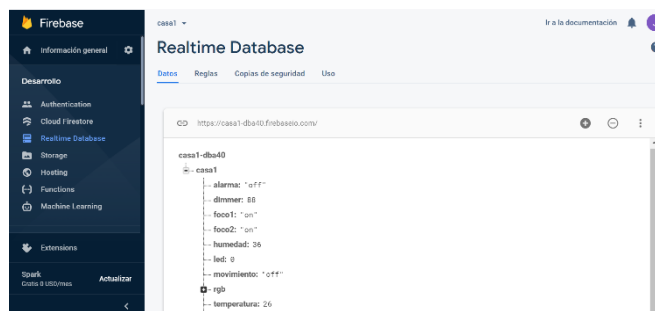 Firebase
casa1
Ir a la documentación
Información general
Realtime Database
Datos Reglas Copias de seguridad Uso
Desarrollo
Authentication
Cloud Firestore
Realtime Database
Storage
Hosting
Functions
Machine Learning
Extensions
Spark
Gratis 0 USD/mes
Actualizar
https://casa1-dba40.firebaseio.com/
casa1-dba40
casa1
alarma: "off"
dimmer: 88
foco1: "on"
foco2: "on"
humedad: 36
led: 0
movimiento: "off"
rgb
temperatura: 26